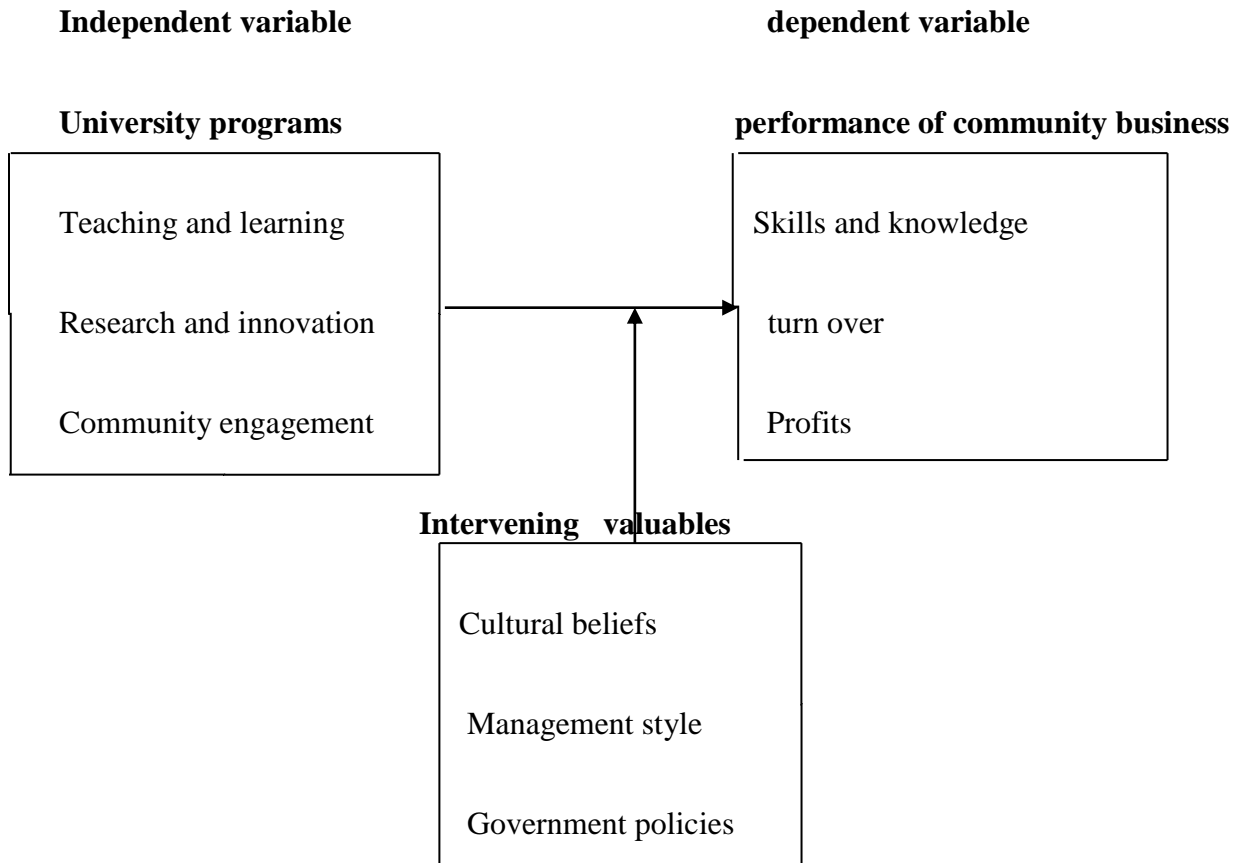 Independent variable
dependent variable
University programs
performance of community business
Teaching and learning
Research and innovation
Community engagement
Skills and knowledge
turn over
Profits
Intervening valuables
Cultural beliefs
Management style
Government policies